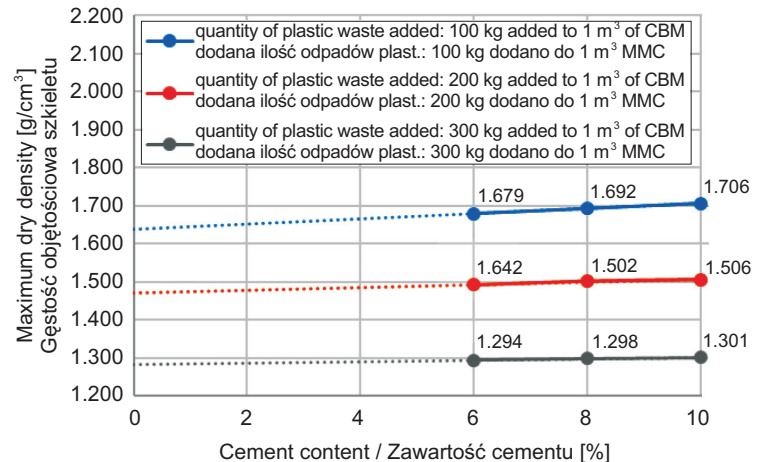 2.200
2.100
2.000
1.900
1.800
1.700
1.600
1.500
1.400
1.300
1.200
Maximum dry density [g/cm³]
Gęstość objętościowa szkieletu
quantity of plastic waste added: 100 kg added to 1 m³ of CBM
dodana ilość odpadów plast.: 100 kg dodano do 1 m³ MMC
quantity of plastic waste added: 200 kg added to 1 m³ of CBM
dodana ilość odpadów plast.: 200 kg dodano do 1 m³ MMC
quantity of plastic waste added: 300 kg added to 1 m³ of CBM
dodana ilość odpadów plast.: 300 kg dodano do 1 m³ MMC
1.679 1.692 1.706
1.642 1.502 1.506
1.294 1.298 1.301
0 2 4 6 8 10
Cement content / Zawartość cementu [%]